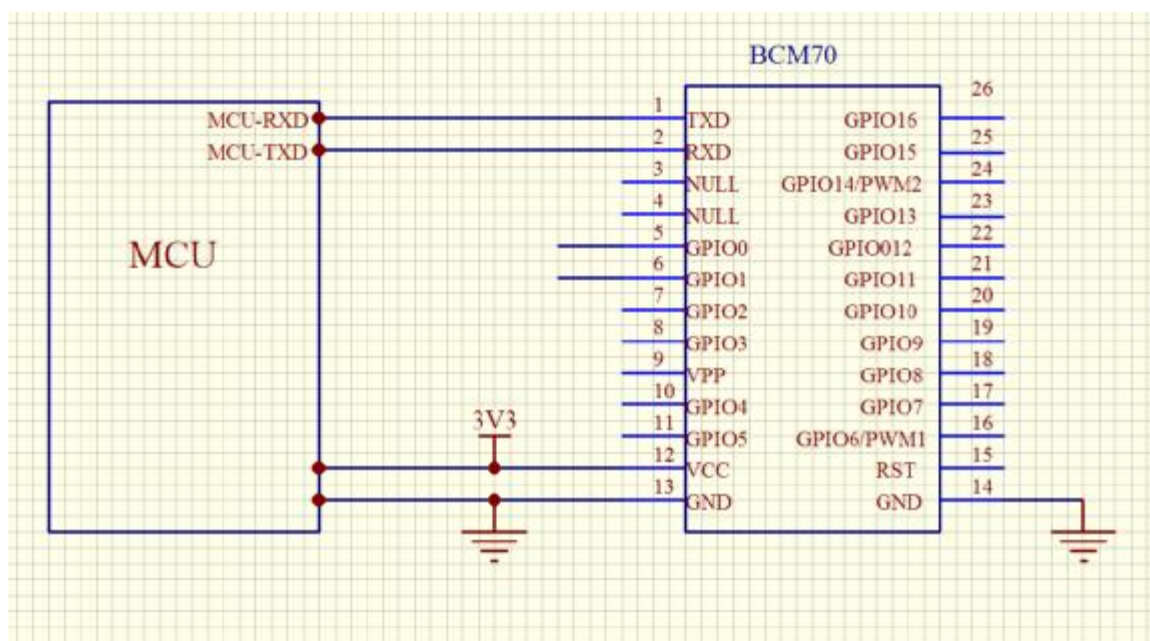 BCM70
MCU
MCU-RXD
MCU-TXD
3V3
1 TXD
2 RXD
3 NULL
4 NULL
5 GPIO0
6 GPIO1
7 GPIO2
8 GPIO3
9 VPP
10 GPIO4
11 GPIO5
12 VCC
13 GND
26 GPIO16
25 GPIO15
24 GPIO14/PWM2
23 GPIO13
22 GPIO012
21 GPIO11
20 GPIO10
19 GPIO9
18 GPIO8
17 GPIO7
16 GPIO6/PWM1
15 RST
14 GND